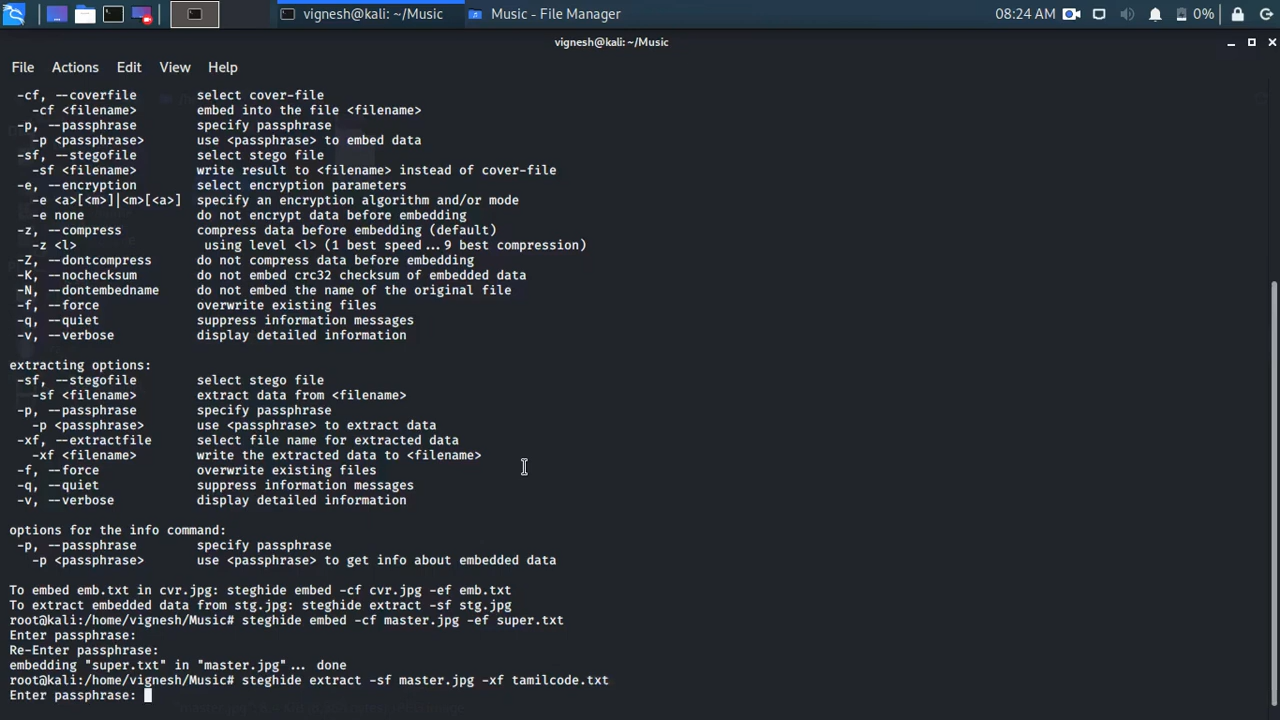 vignesh@kali: ~/Music
Music - File Manager
08:24 AM
0%
vignesh@kali: ~/Music
File Actions Edit View Help
-cf, --coverfile select cover-file
-cf <filename> embed into the file <filename>
-p, --passphrase specify passphrase
-p <passphrase> use <passphrase> to embed data
-sf, --stegofile select stego file
-sf <filename> write result to <filename> instead of cover-file
-e, --encryption select encryption parameters
-e <a>[<m>]|<m>[<a>] specify an encryption algorithm and/or mode
-e none do not encrypt data before embedding
-z, --compress compress data before embedding (default)
-z <l> using level <l> (1 best speed...9 best compression)
-Z, --dontcompress do not compress data before embedding
-K, --nochecksum do not embed crc32 checksum of embedded data
-N, --dontembedname do not embed the name of the original file
-f, --force overwrite existing files
-q, --quiet suppress information messages
-v, --verbose display detailed information
extracting options:
-sf, --stegofile select stego file
-sf <filename> extract data from <filename>
-p, --passphrase specify passphrase
-p <passphrase> use <passphrase> to extract data
-xf, --extractfile select file name for extracted data
-xf <filename> write the extracted data to <filename>
-f, --force overwrite existing files
-q, --quiet suppress information messages
-v, --verbose display detailed information
options for the info command:
-p, --passphrase specify passphrase
-p <passphrase> use <passphrase> to get info about embedded data
To embed emb.txt in cvr.jpg: steghide embed -cf cvr.jpg -ef emb.txt
To extract embedded data from stg.jpg: steghide extract -sf stg.jpg
root@kali:/home/vignesh/Music# steghide embed -cf master.jpg -ef super.txt
Enter passphrase:
Re-Enter passphrase:
embedding "super.txt" in "master.jpg"... done
root@kali:/home/vignesh/Music# steghide extract -sf master.jpg -xf tamilcode.txt
Enter passphrase: